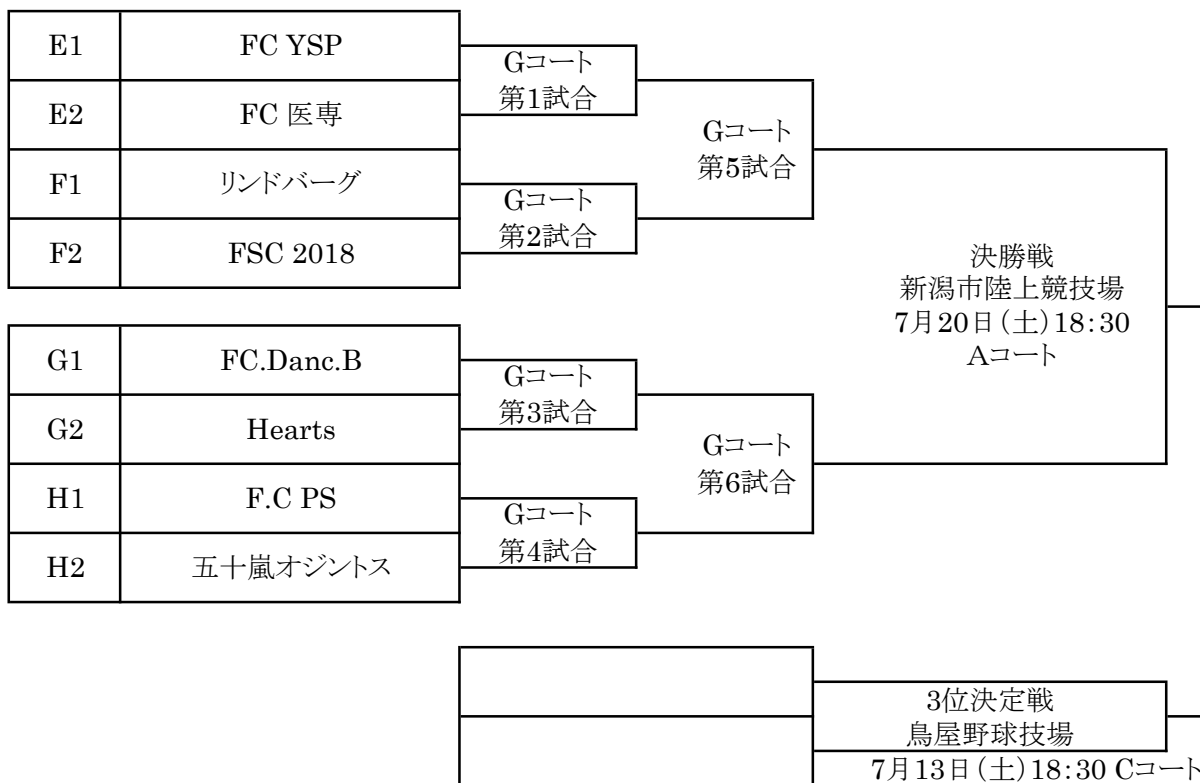 E1 FC YSP
E2 FC 医専
F1 リンドバーグ
F2 FSC 2018
Gコート
第1試合
Gコート
第2試合
Gコート
第5試合
G1 FC.Danc.B
G2 Hearts
H1 F.C PS
H2 五十嵐オジントス
Gコート
第3試合
Gコート
第4試合
Gコート
第6試合
決勝戦
新潟市陸上競技場
7月20日(土)18:30
Aコート
3位決定戦
鳥屋野球技場
7月13日(土)18:30 Cコート